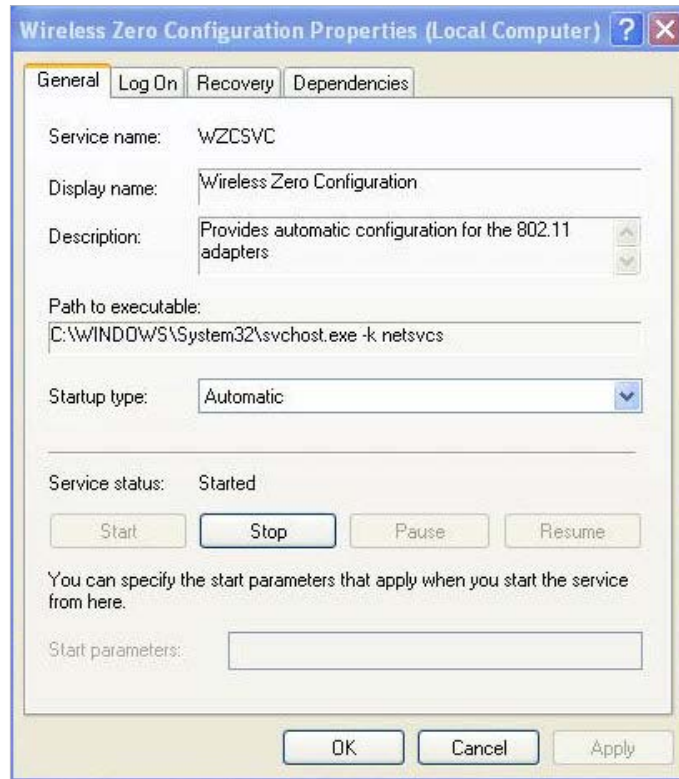 Wireless Zero Configuration Properties (Local Computer)
General Log On Recovery Dependencies
Service name: WZCSVC
Display name: Wireless Zero Configuration
Description: Provides automatic configuration for the 802.11
adapters
Path to executable:
C:\WINDOWS\System32\svchost.exe -k netsvcs
Startup type: Automatic
Service status: Started
Start Stop Pause Resume
You can specify the start parameters that apply when you start the service
from here.
Start parameters:
OK Cancel Apply